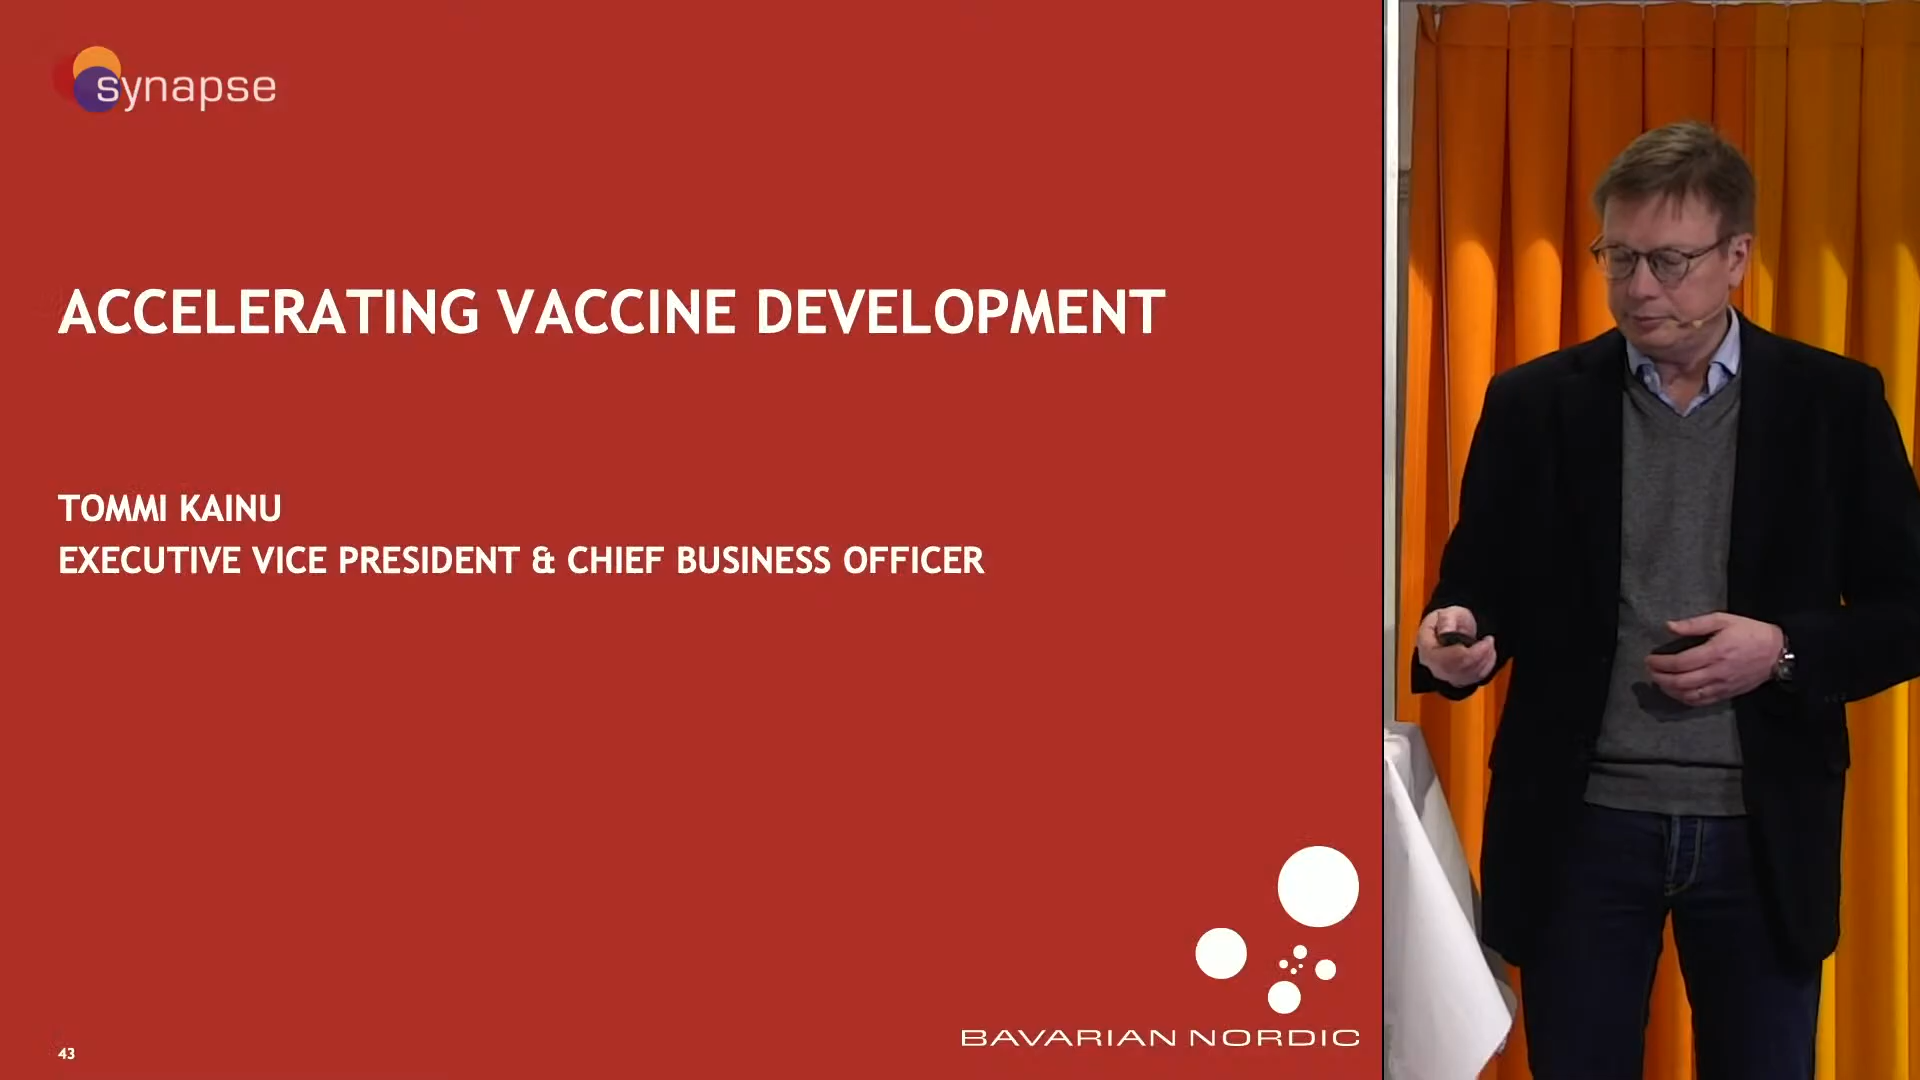 synapse
ACCELERATING VACCINE DEVELOPMENT
TOMMI KAINU
EXECUTIVE VICE PRESIDENT & CHIEF BUSINESS OFFICER
BAVARIAN NORDIC
43